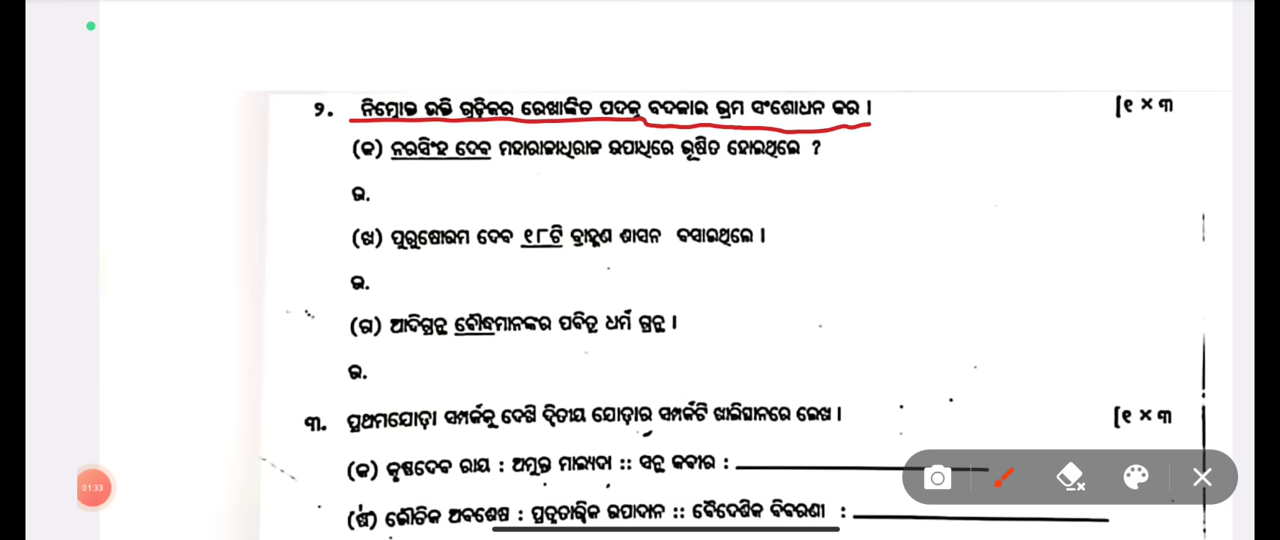 ୨. ନିମ୍ନୋକ୍ତ ଉକ୍ତି ଗୁଡ଼ିକର ରେଖାଙ୍କିତ ପଦକୁ ବଦଳାଇ ଭ୍ରମ ସଂଶୋଧନ କର । [୧ × ୩
(କ) ନରସିଂହ ଦେବ ମହାରାଜାଧିରାଜ ଉପାଧିରେ ଭୂଷିତ ହୋଇଥିଲେ ?
ଉ.
(ଖ) ପୁରୁଷୋତ୍ତମ ଦେବ ୧୮ଟି ବ୍ରାହ୍ମଣ ଶାସନ ବସାଇଥିଲେ ।
ଉ.
(ଗ) ଆଦିଗ୍ରନ୍ଥ ବୌଦ୍ଧମାନଙ୍କର ପବିତ୍ର ଧର୍ମ ଗ୍ରନ୍ଥ ।
ଉ.
୩. ପ୍ରଥମଯୋଡ଼ା ସମ୍ପର୍କକୁ ଦେଖି ଦ୍ୱିତୀୟ ଯୋଡ଼ାର ସମ୍ପର୍କଟି ଖାଲିସ୍ଥାନରେ ଲେଖ । [୧ × ୩
(କ) କୃଷ୍ଣଦେବ ରାୟ : ଅମୁକ୍ତ ମାଲ୍ୟଦା :: ସନ୍ଥ କବୀର :
(ଖ) ଭୌତିକ ଅବଶେଷ : ପ୍ରତ୍ନତାତ୍ତ୍ୱିକ ଉପାଦାନ :: ବୈଦେଶିକ ବିବରଣୀ :
01:33